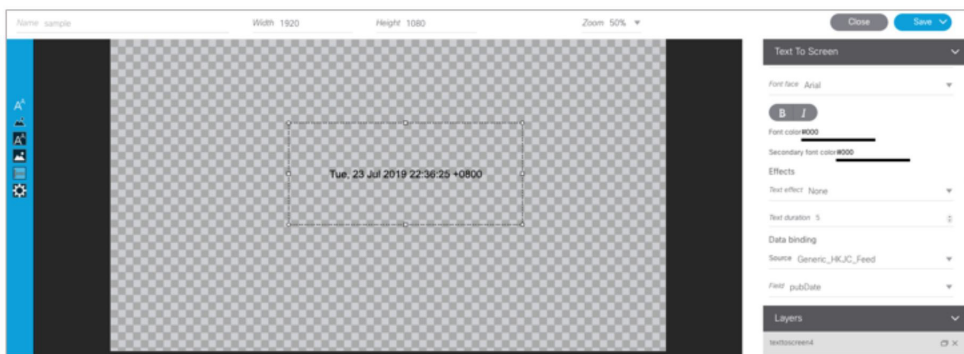 Name sample Width 1920 Height 1080 Zoom 50% Close Save
Text To Screen
Font face Arial
B I
Font color#000
Secondary font color#000
Effects
Text effect None
Text duration 5
Data binding
Source Generic_HKJC_Feed
Field pubDate
Layers
texttoscreen4
AA
A
Tue, 23 Jul 2019 22:36:25 +0800